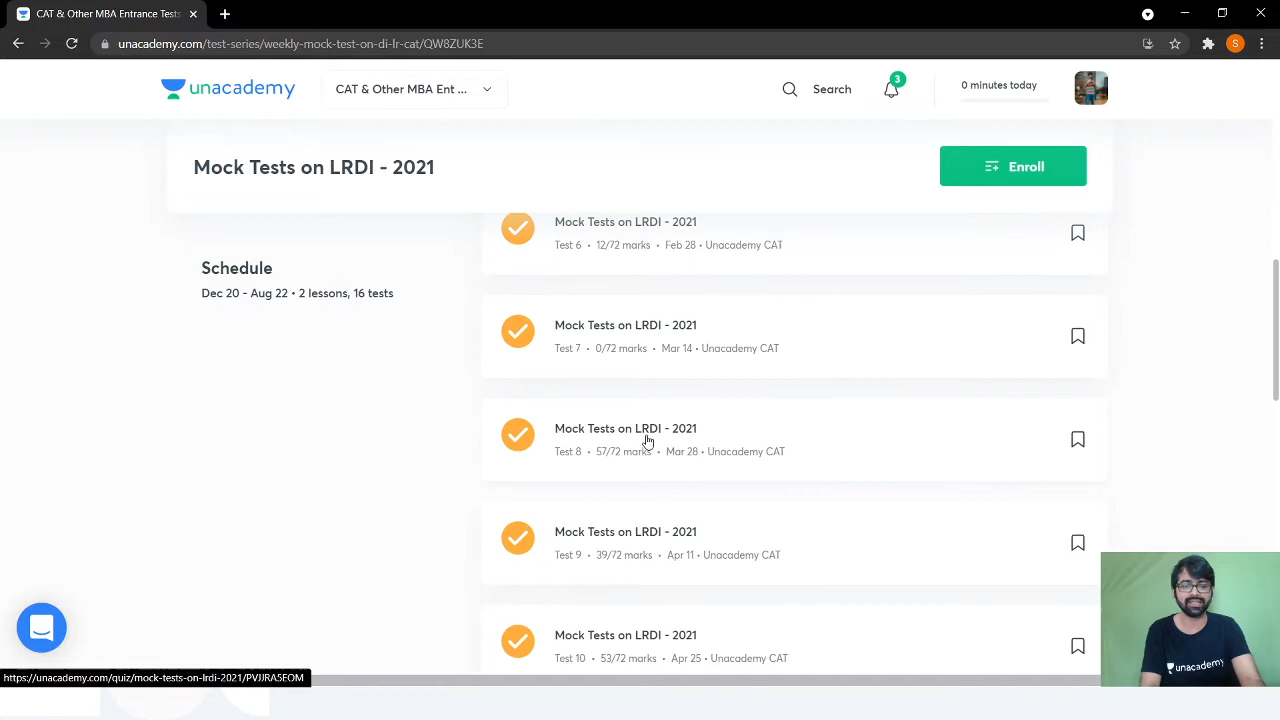 CAT & Other MBA Entrance Tests
unacademy.com/test-series/weekly-mock-test-on-di-lr-cat/QW8ZUK3E
S
unacademy
CAT & Other MBA Ent ...
Search
3
0 minutes today
Mock Tests on LRDI - 2021
Enroll
Schedule
Dec 20 - Aug 22 • 2 lessons, 16 tests
Mock Tests on LRDI - 2021
Test 6 • 12/72 marks • Feb 28 • Unacademy CAT
Mock Tests on LRDI - 2021
Test 7 • 0/72 marks • Mar 14 • Unacademy CAT
Mock Tests on LRDI - 2021
Test 8 • 57/72 marks • Mar 28 • Unacademy CAT
Mock Tests on LRDI - 2021
Test 9 • 39/72 marks • Apr 11 • Unacademy CAT
Mock Tests on LRDI - 2021
Test 10 • 53/72 marks • Apr 25 • Unacademy CAT
unacademy
https://unacademy.com/quiz/mock-tests-on-lrdi-2021/PVJJRA5EOM